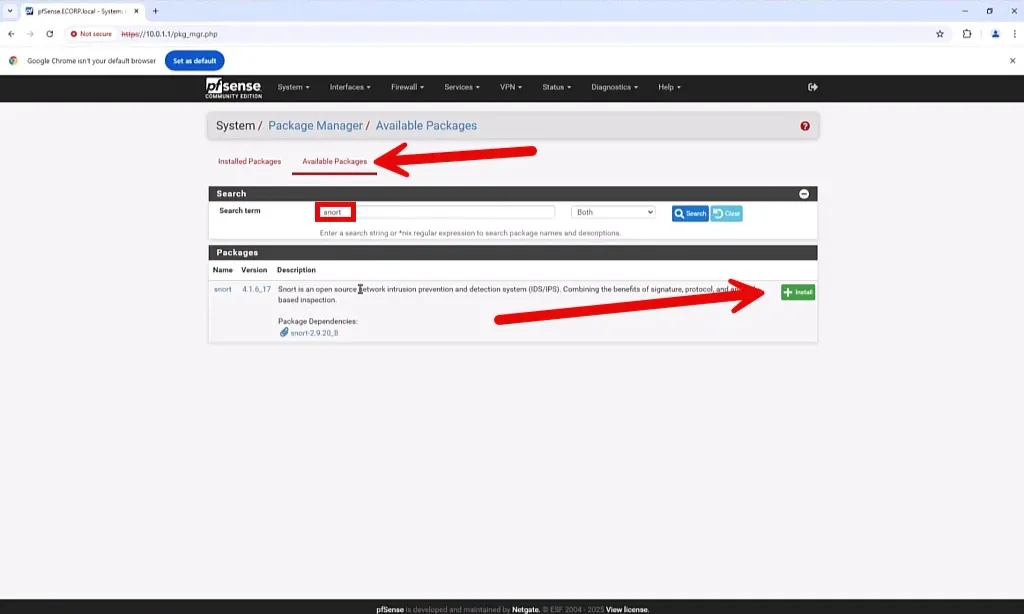 pfSense.ECORP.local - System:
Not secure https://10.0.1.1/pkg_mgr.php
Google Chrome isn't your default browser Set as default
pfsense System Interfaces Firewall Services VPN Status Diagnostics Help
COMMUNITY EDITION
System / Package Manager / Available Packages
Installed Packages Available Packages
Search
Search term snort Both Search Clear
Enter a search string or *nix regular expression to search package names and descriptions.
Packages
Name Version Description
snort 4.1.6_17 Snort is an open source network intrusion prevention and detection system (IDS/IPS). Combining the benefits of signature, protocol, and Install
based inspection.
Package Dependencies:
snort-2.9.20_8
pfSense is developed and maintained by Netgate. © ESF 2004 - 2025 View license.